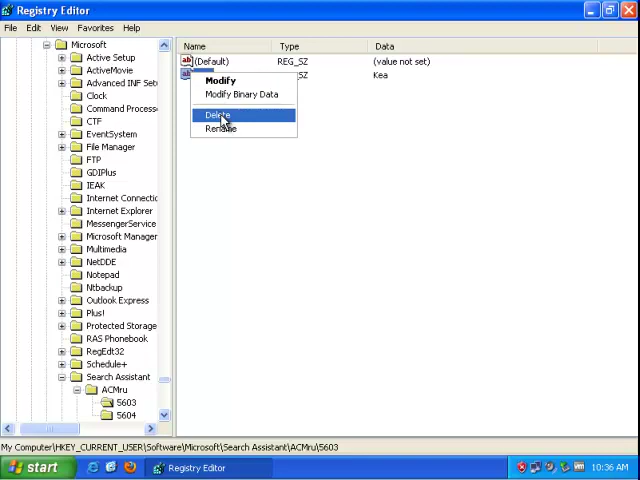 Registry Editor
File Edit View Favorites Help
Microsoft
Active Setup
ActiveMovie
Advanced INF Set
Clock
Command Process
CTF
EventSystem
File Manager
FTP
GDIPlus
IEAK
Internet Connectio
Internet Explorer
MessengerService
Microsoft Manager
Multimedia
NetDDE
Notepad
Ntbackup
Outlook Express
Plus!
Protected Storage
RAS Phonebook
RegEdt32
Schedule+
Search Assistant
ACMru
5603
5604
Name Type Data
(Default) REG_SZ (value not set)
_SZ Kea
Modify
Modify Binary Data
Delete
Rename
My Computer\HKEY_CURRENT_USER\Software\Microsoft\Search Assistant\ACMru\5603
start Registry Editor 10:36 AM